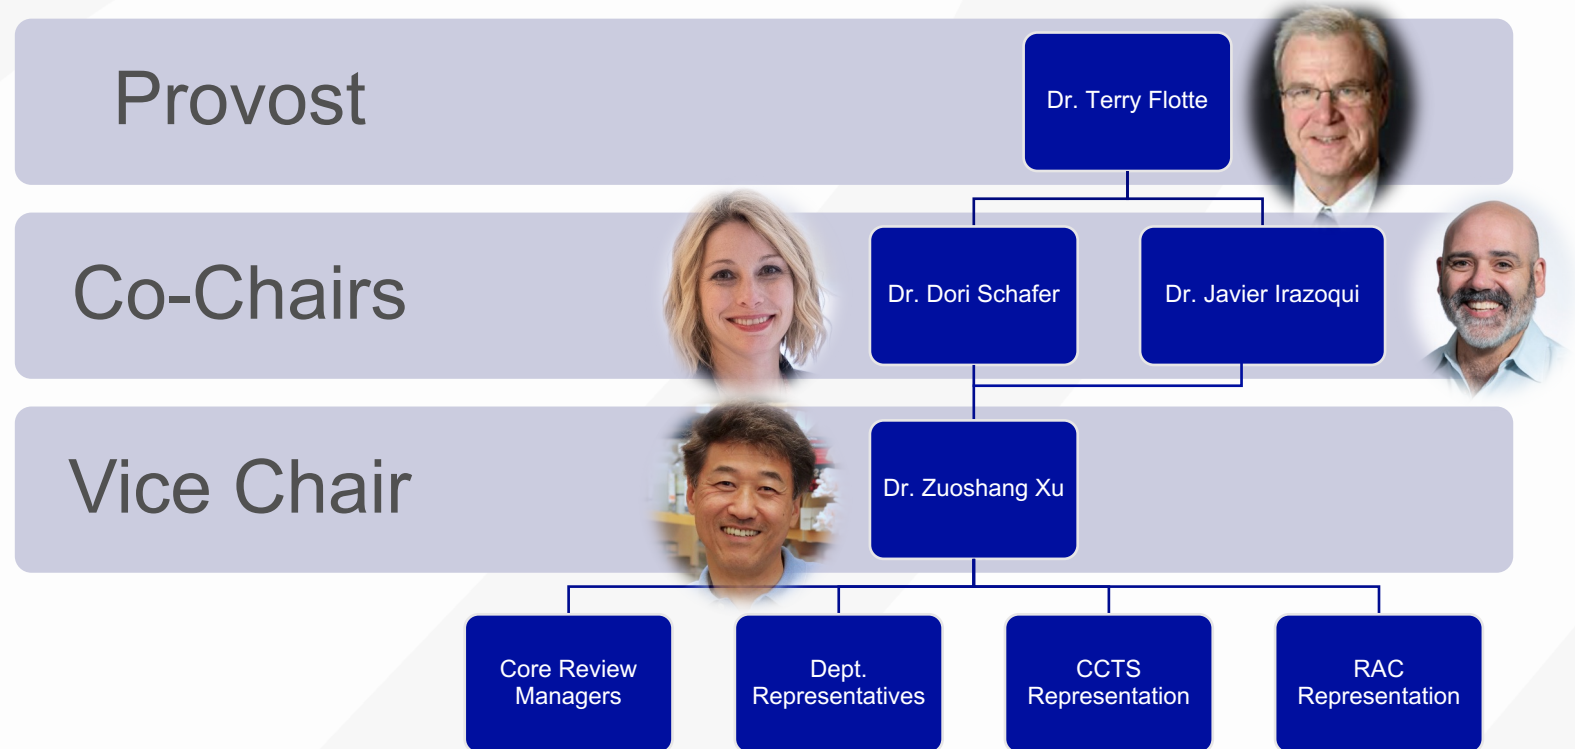 Provost
Dr. Terry Flotte
Co-Chairs
Dr. Dori Schafer
Dr. Javier Irazoqui
Vice Chair
Dr. Zuoshang Xu
Core Review
Managers
Dept.
Representatives
CCTS
Representation
RAC
Representation